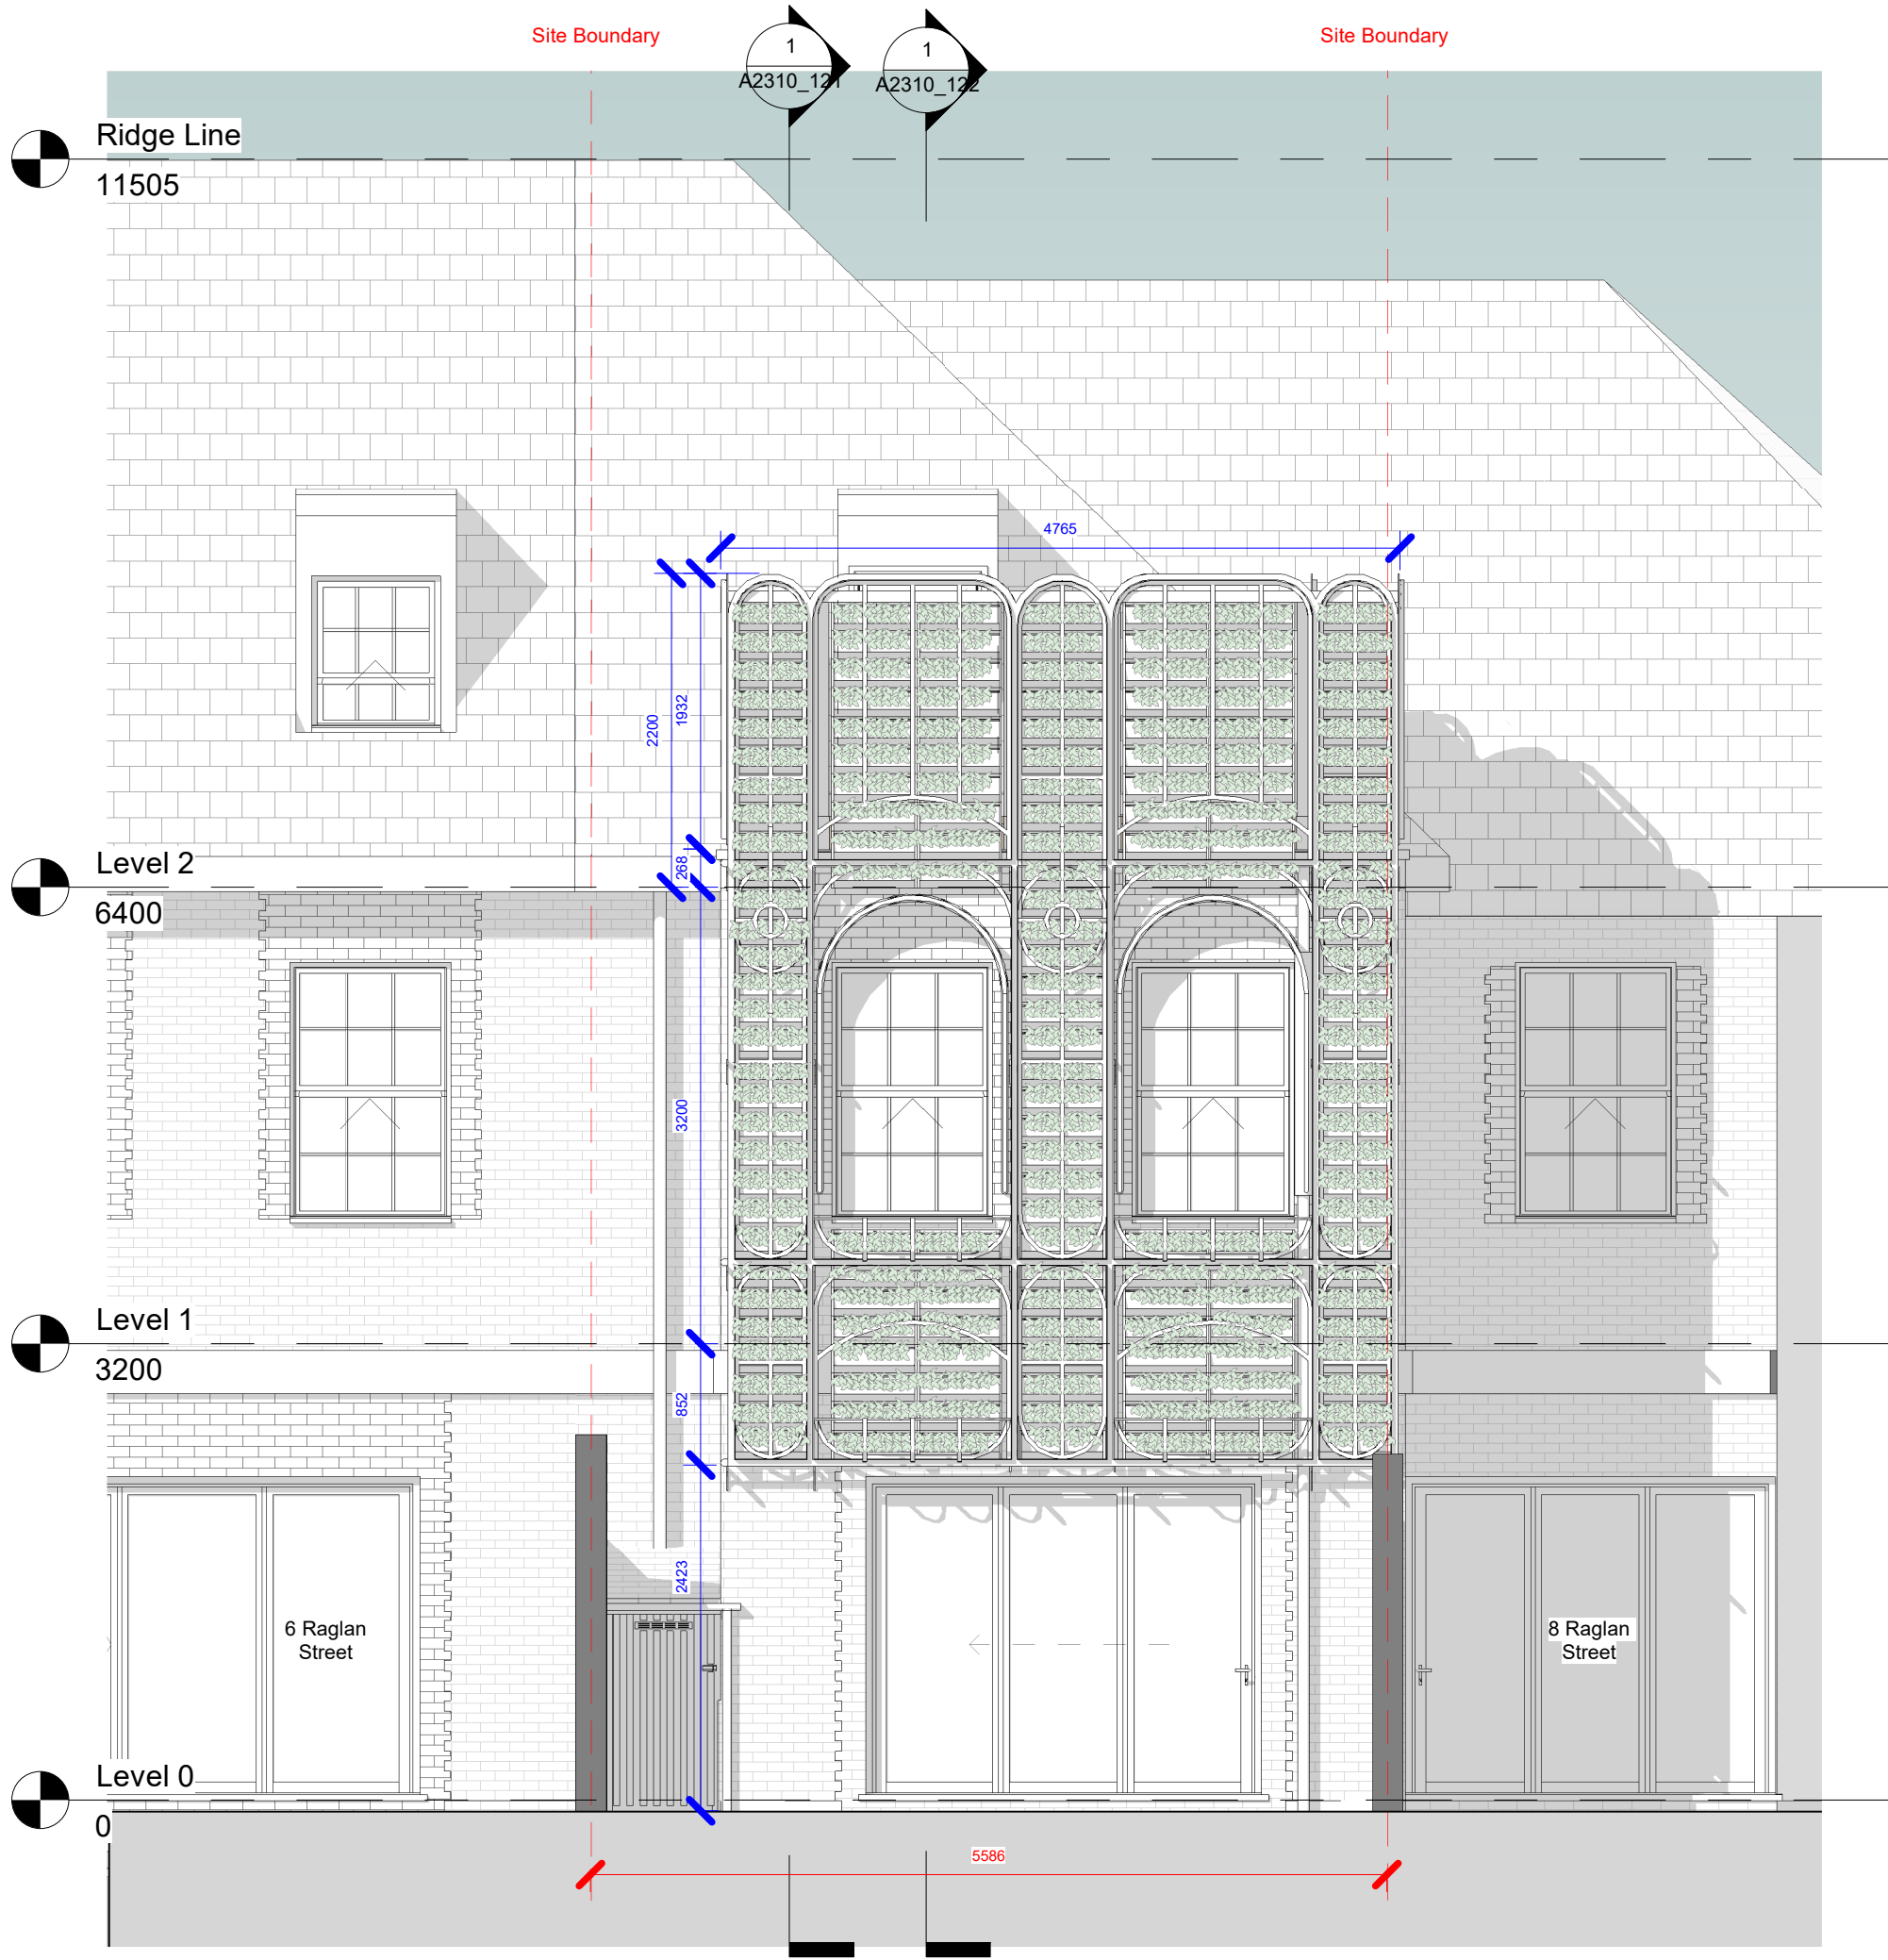 Site Boundary
Site Boundary
1
A2310_121
1
A2310_122
Ridge Line
11505
4765
1932
2200
268
Level 2
6400
3200
Level 1
3200
852
2423
6 Raglan
Street
8 Raglan
Street
Level 0
0
5586